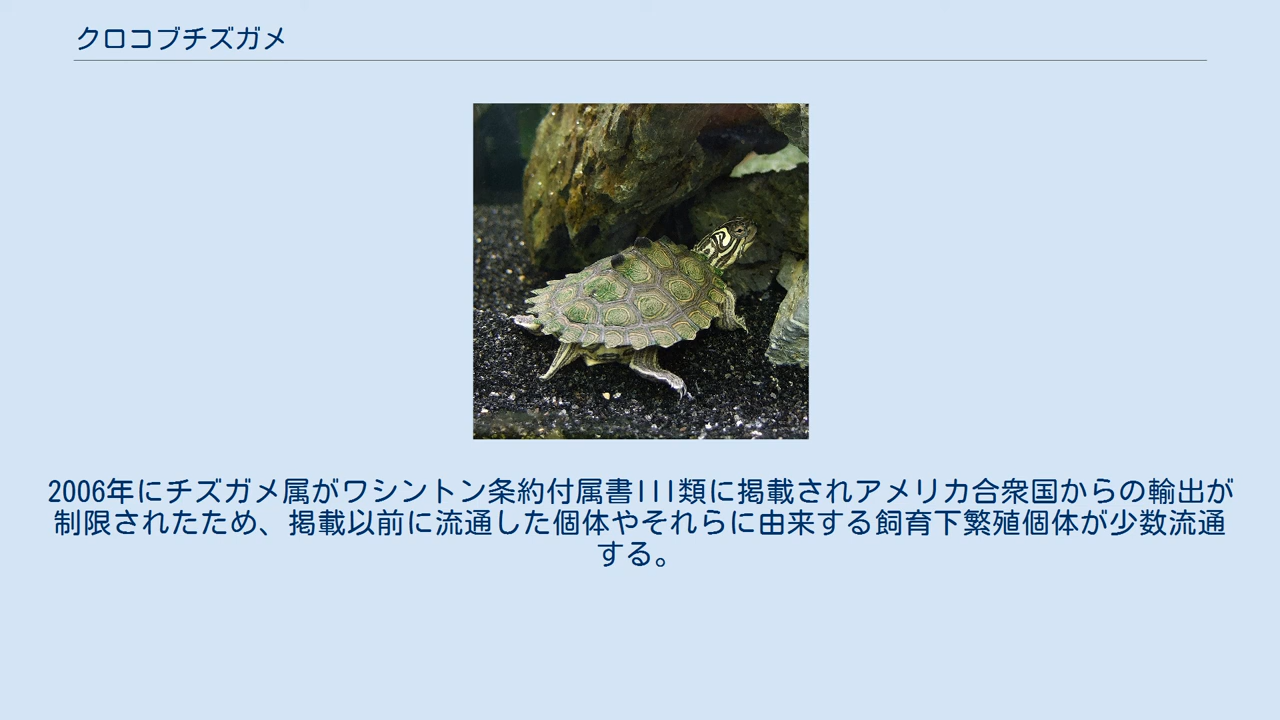 クロコブチズガメ
2006年にチズガメ属がワシントン条約付属書III類に掲載されアメリカ合衆国からの輸出が
制限されたため、掲載以前に流通した個体やそれらに由来する飼育下繁殖個体が少数流通
する。